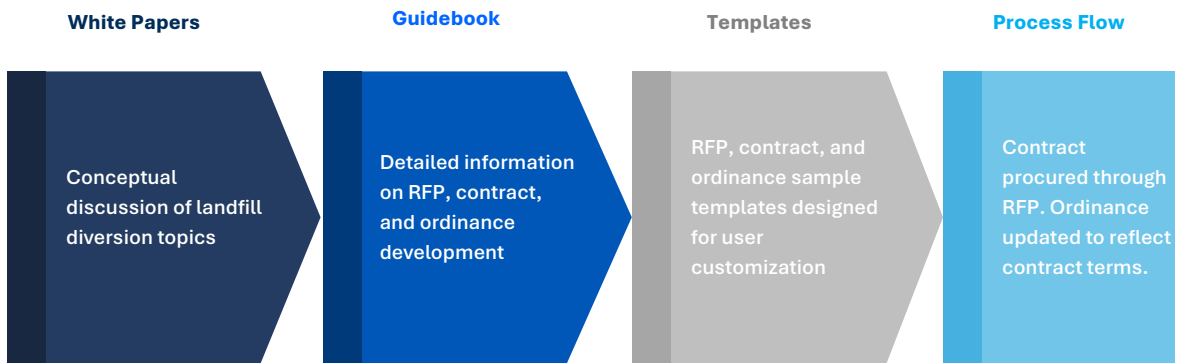 White Papers
Guidebook
Templates
Process Flow
Conceptual
discussion of landfill
diversion topics
Detailed information
on RFP, contract,
and ordinance
development
RFP, contract, and
ordinance sample
templates designed
for user
customization
Contract
procured through
RFP. Ordinance
updated to reflect
contract terms.